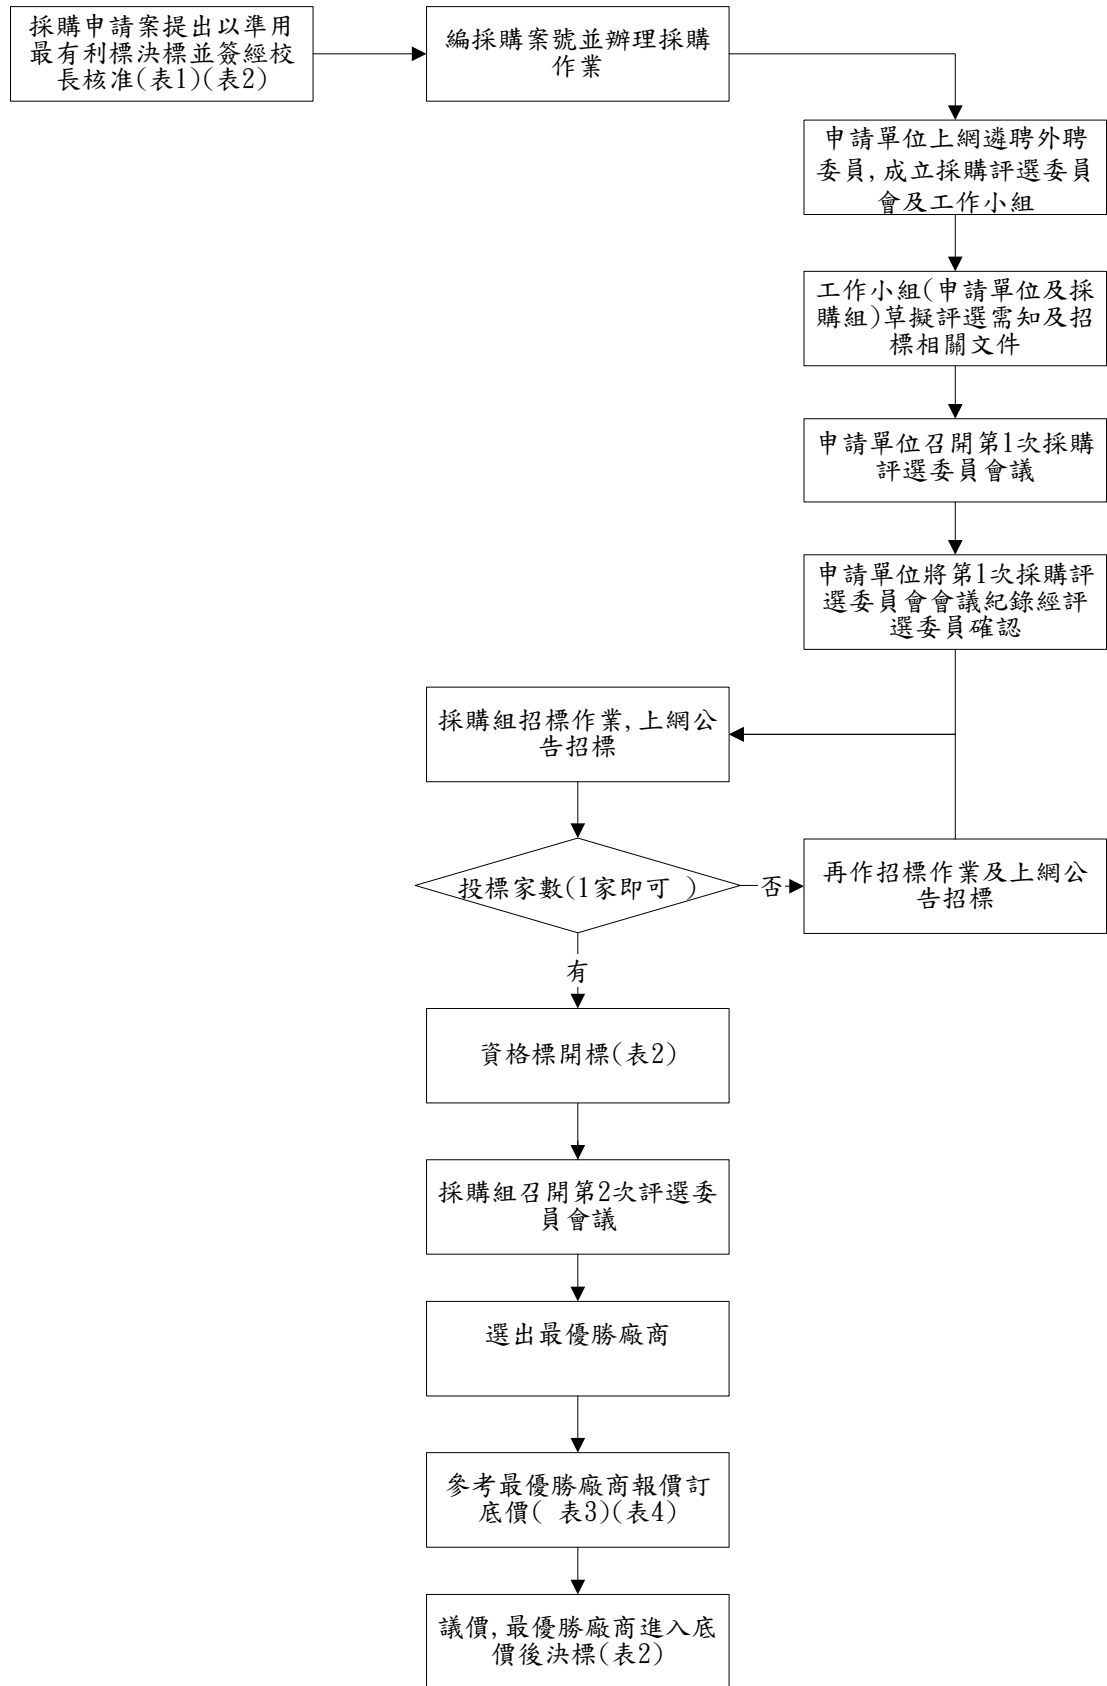 採購申請案提出以準用
最有利標決標並簽經校
長核准(表1)(表2)
編採購案號並辦理採購
作業
申請單位上網遴聘外聘
委員,成立採購評選委員
會及工作小組
工作小組(申請單位及採
購組)草擬評選需知及招
標相關文件
申請單位召開第1次採購
評選委員會議
申請單位將第1次採購評
選委員會會議紀錄經評
選委員確認
採購組招標作業,上網公
告招標
投標家數(1家即可 )
否
再作招標作業及上網公
告招標
有
資格標開標(表2)
採購組召開第2次評選委
員會議
選出最優勝廠商
參考最優勝廠商報價訂
底價( 表3)(表4)
議價,最優勝廠商進入底
價後決標(表2)